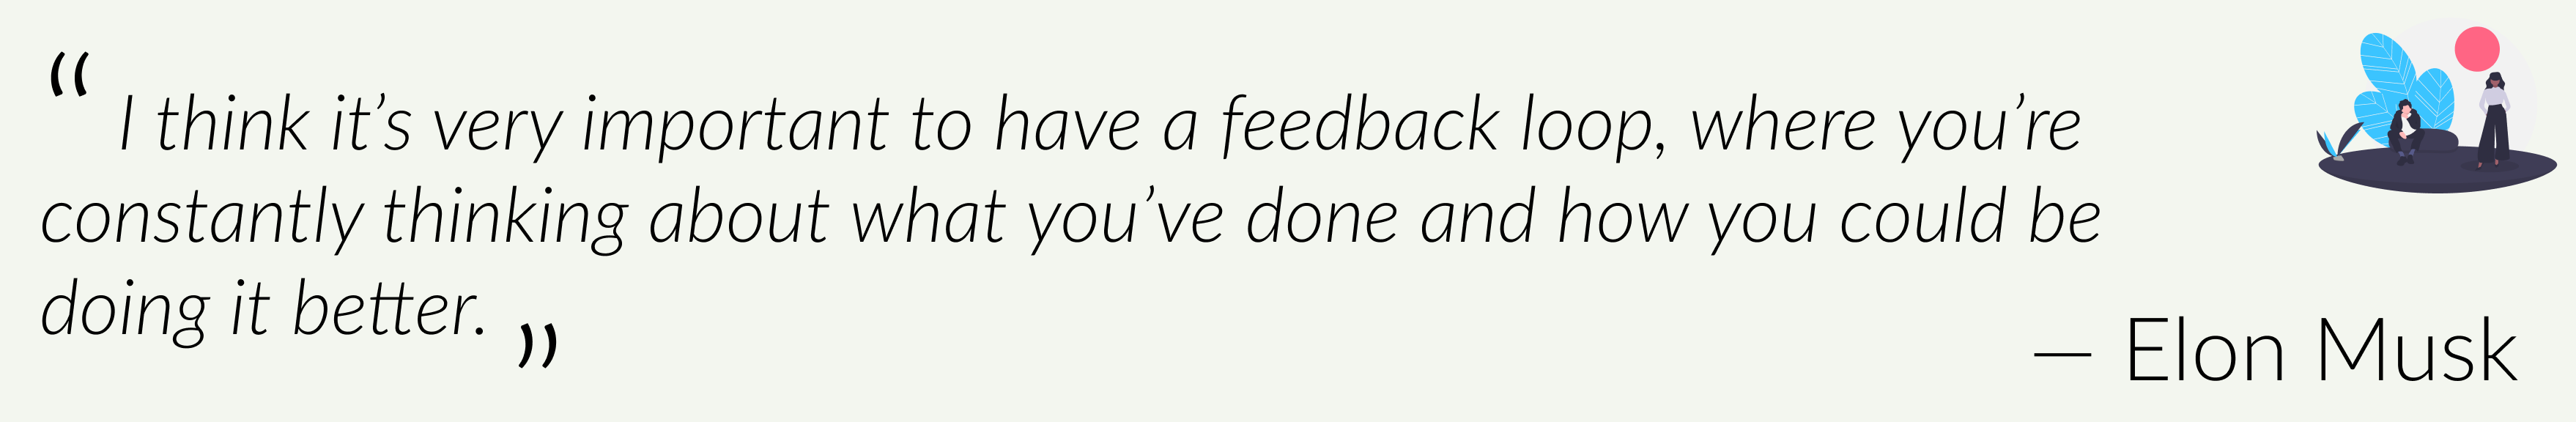 “ I think it’s very important to have a feedback loop, where you’re
constantly thinking about what you’ve done and how you could be
doing it better. ”
— Elon Musk